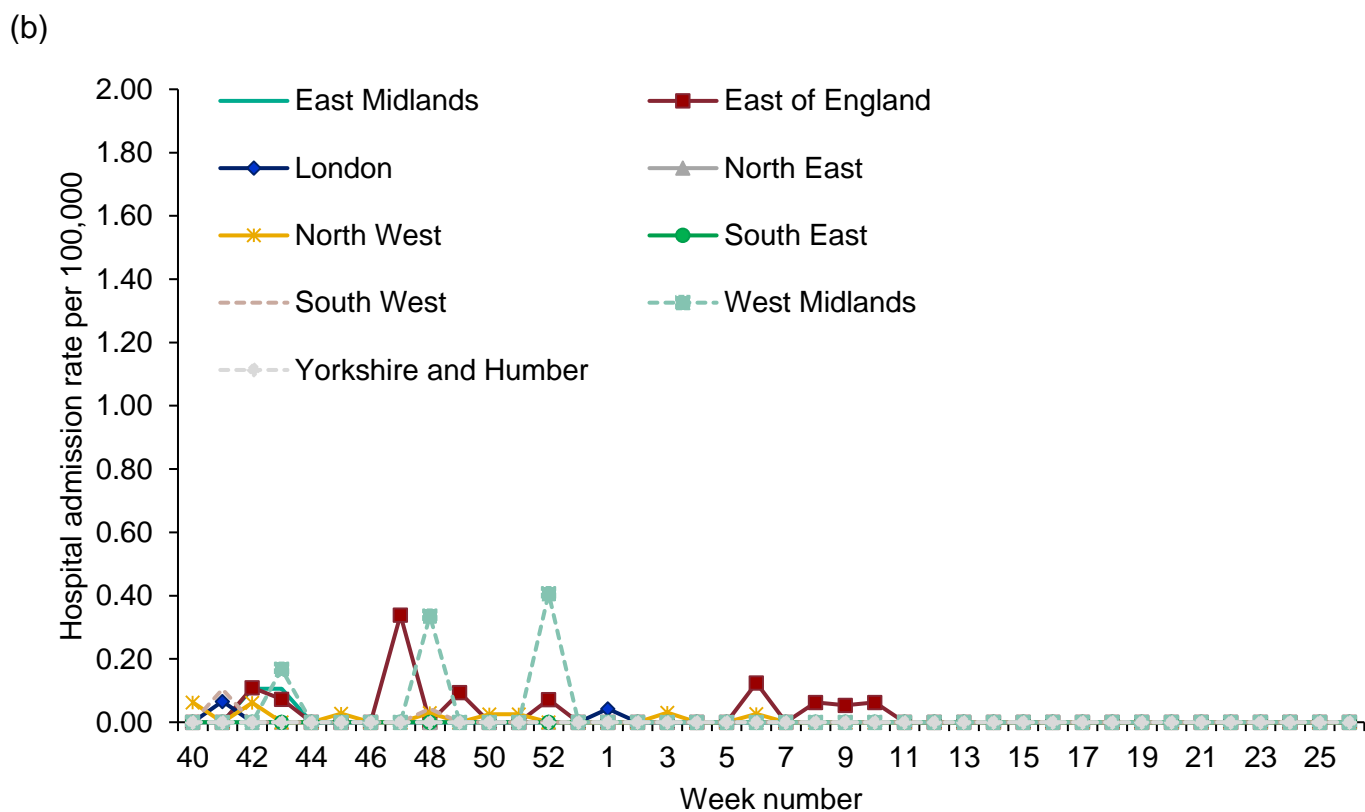 (b)
Hospital admission rate per 100,000
2.00
1.80
1.60
1.40
1.20
1.00
0.80
0.60
0.40
0.20
0.00
East Midlands East of England
London North East
North West South East
South West West Midlands
Yorkshire and Humber
40 42 44 46 48 50 52 1 3 5 7 9 11 13 15 17 19 21 23 25
Week number